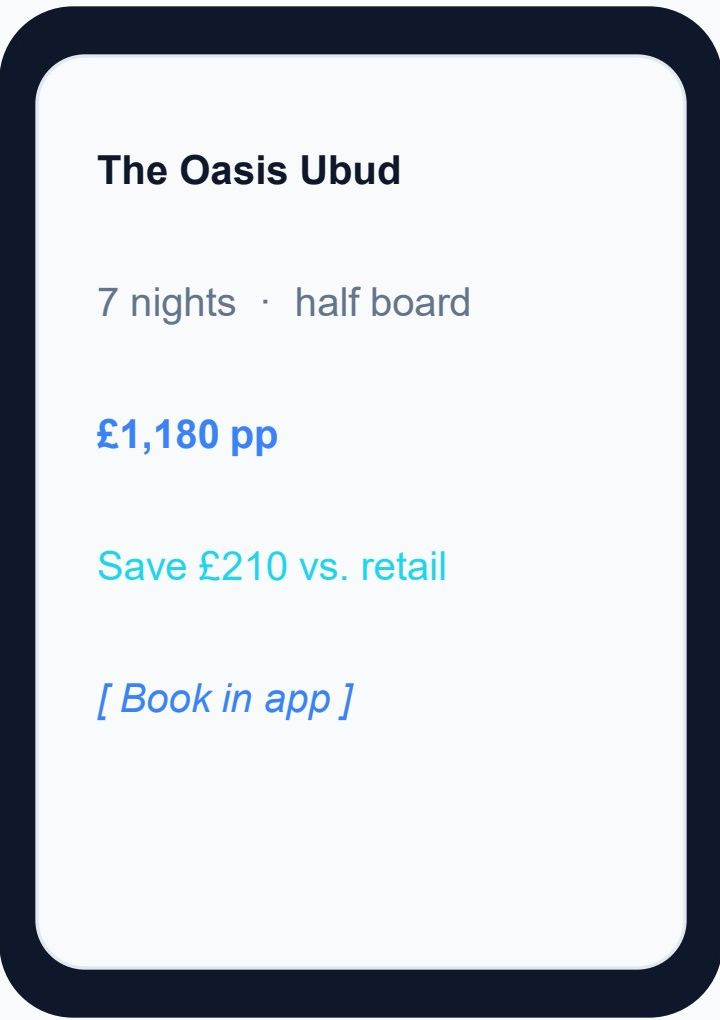 The Oasis Ubud
7 nights · half board
£1,180 pp
Save £210 vs. retail
[ Book in app ]